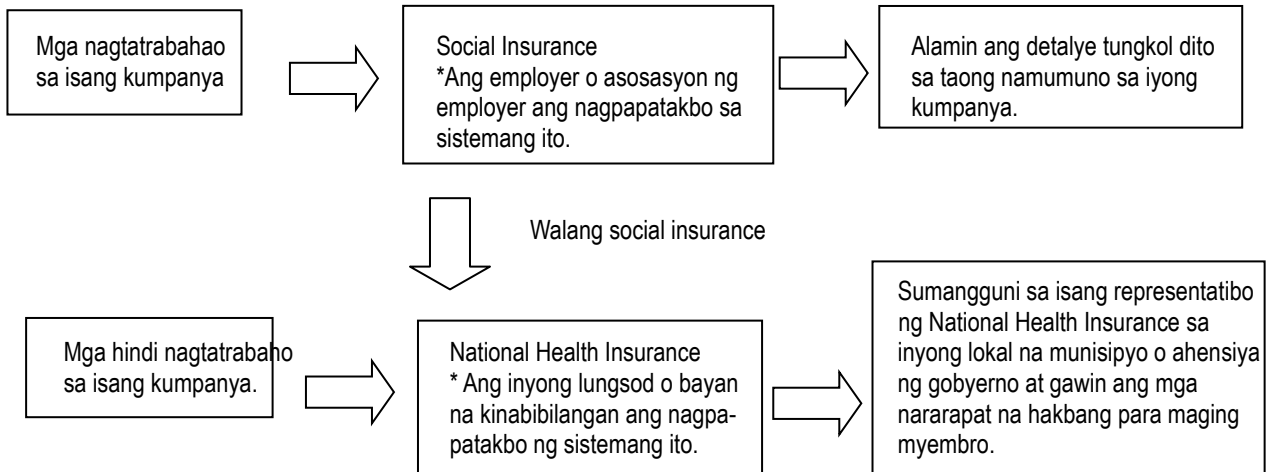 Mga nagtatrabahao
sa isang kumpanya
Social Insurance
*Ang employer o asosasyon ng
employer ang nagpapatakbo sa
sistemang ito.
Alamin ang detalye tungkol dito
sa taong namumuno sa iyong
kumpanya.
Walang social insurance
Mga hindi nagtatrabaho
sa isang kumpanya.
National Health Insurance
* Ang inyong lungsod o bayan
na kinabibilangan ang nagpa-
patakbo ng sistemang ito.
Sumangguni sa isang representatibo
ng National Health Insurance sa
inyong lokal na munisipyo o ahensiya
ng gobyerno at gawin ang mga
nararapat na hakbang para maging
myembro.